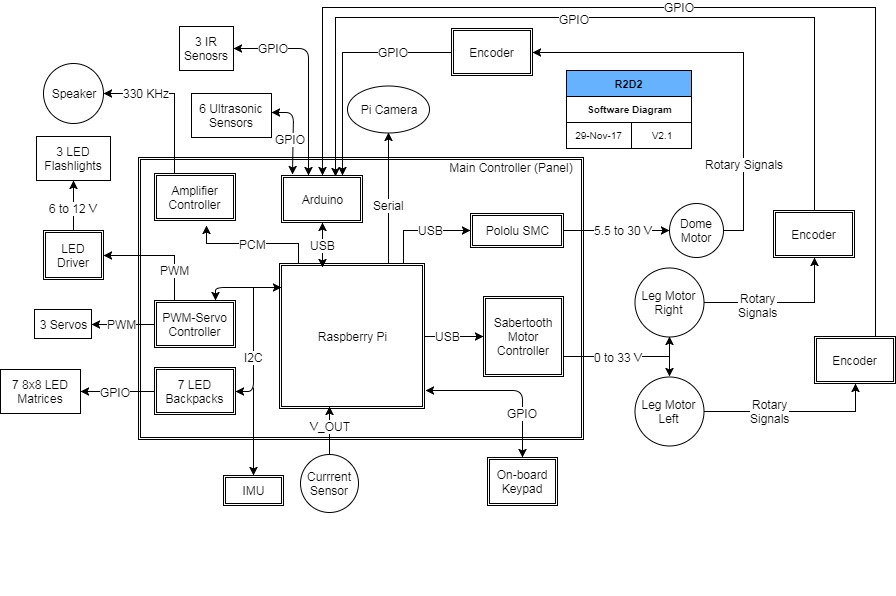 GPIO
GPIO
3 IR
Senosrs
GPIO
GPIO
Encoder
R2D2
Software Diagram
29-Nov-17
V2.1
Speaker
330 KHz
6 Ultrasonic
Sensors
GPIO
Pi Camera
3 LED
Flashlights
Main Controller (Panel)
Rotary Signals
Amplifier
Controller
Arduino
Serial
6 to 12 V
LED
Driver
PCM
USB
USB
Pololu SMC
5.5 to 30 V
Dome
Motor
Encoder
PWM
Leg Motor
Right
Rotary
Signals
3 Servos
PWM
PWM-Servo
Controller
Raspberry Pi
USB
Sabertooth
Motor
Controller
I2C
0 to 33 V
Encoder
7 8x8 LED
Matrices
GPIO
7 LED
Backpacks
GPIO
Leg Motor
Left
Rotary
Signals
V_OUT
IMU
Currrent
Sensor
On-board
Keypad